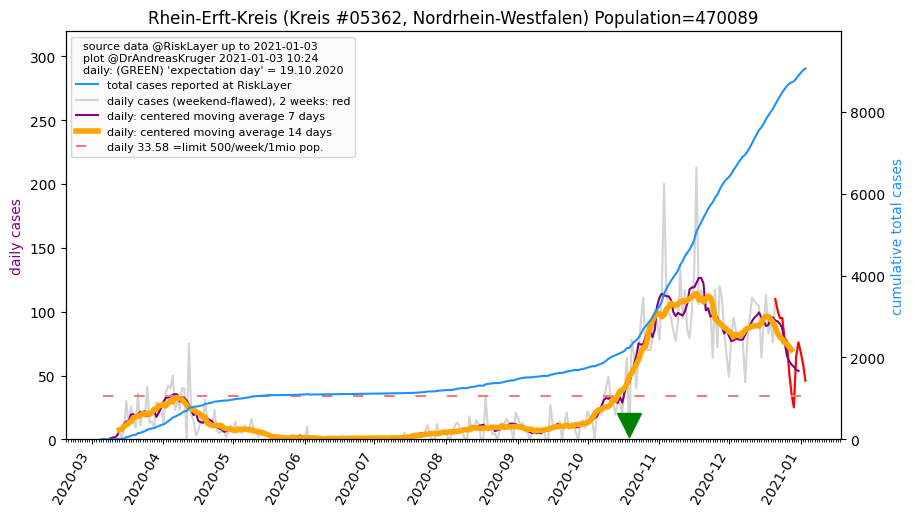 Rhein-Erft-Kreis (Kreis #05362, Nordrhein-Westfalen) Population=470089
source data @RiskLayer up to 2021-01-03
plot @DrAndreasKruger 2021-01-03 10:24
daily: (GREEN) 'expectation day' = 19.10.2020
total cases reported at RiskLayer
daily cases (weekend-flawed), 2 weeks: red
daily: centered moving average 7 days
daily: centered moving average 14 days
daily 33.58 =limit 500/week/1mio pop.
daily cases
300
250
200
150
100
50
0
cumulative total cases
8000
6000
4000
2000
0
2020-03
2020-04
2020-05
2020-06
2020-07
2020-08
2020-09
2020-10
2020-11
2020-12
2021-01